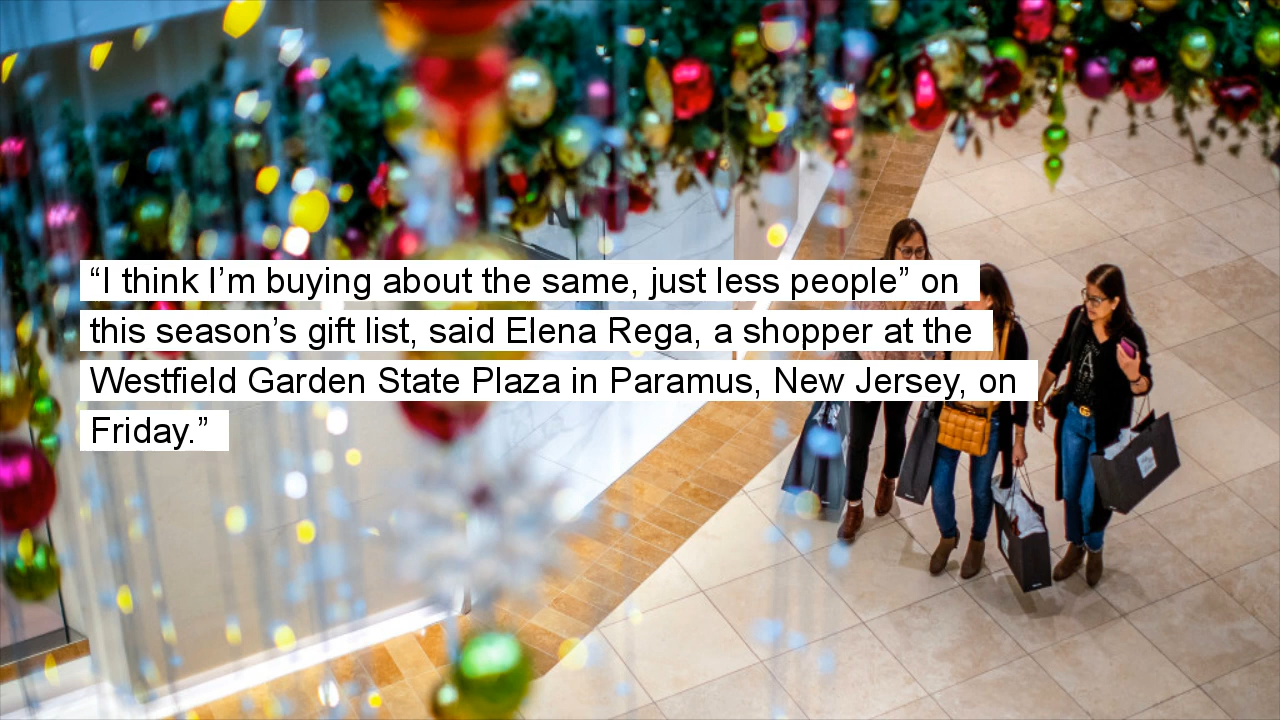 “I think I’m buying about the same, just less people” on
this season’s gift list, said Elena Rega, a shopper at the
Westfield Garden State Plaza in Paramus, New Jersey, on
Friday.”